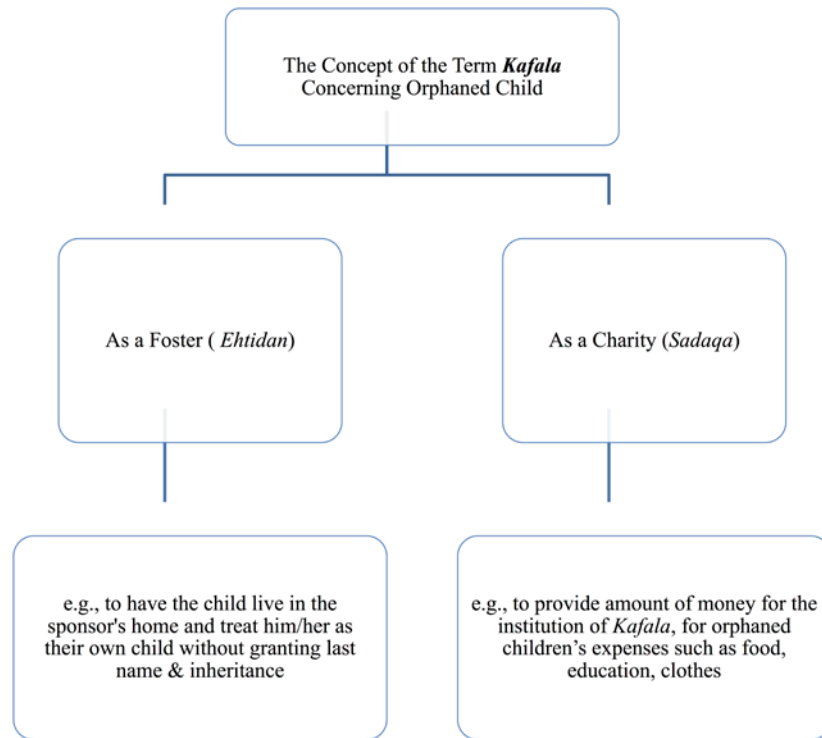 The Concept of the Term Kafala
Concerning Orphaned Child
As a Foster ( Ehtidan)
As a Charity (Sadaqa)
e.g., to have the child live in the
sponsor's home and treat him/her as
their own child without granting last
name & inheritance
e.g., to provide amount of money for the
institution of Kafala, for orphaned
children’s expenses such as food,
education, clothes